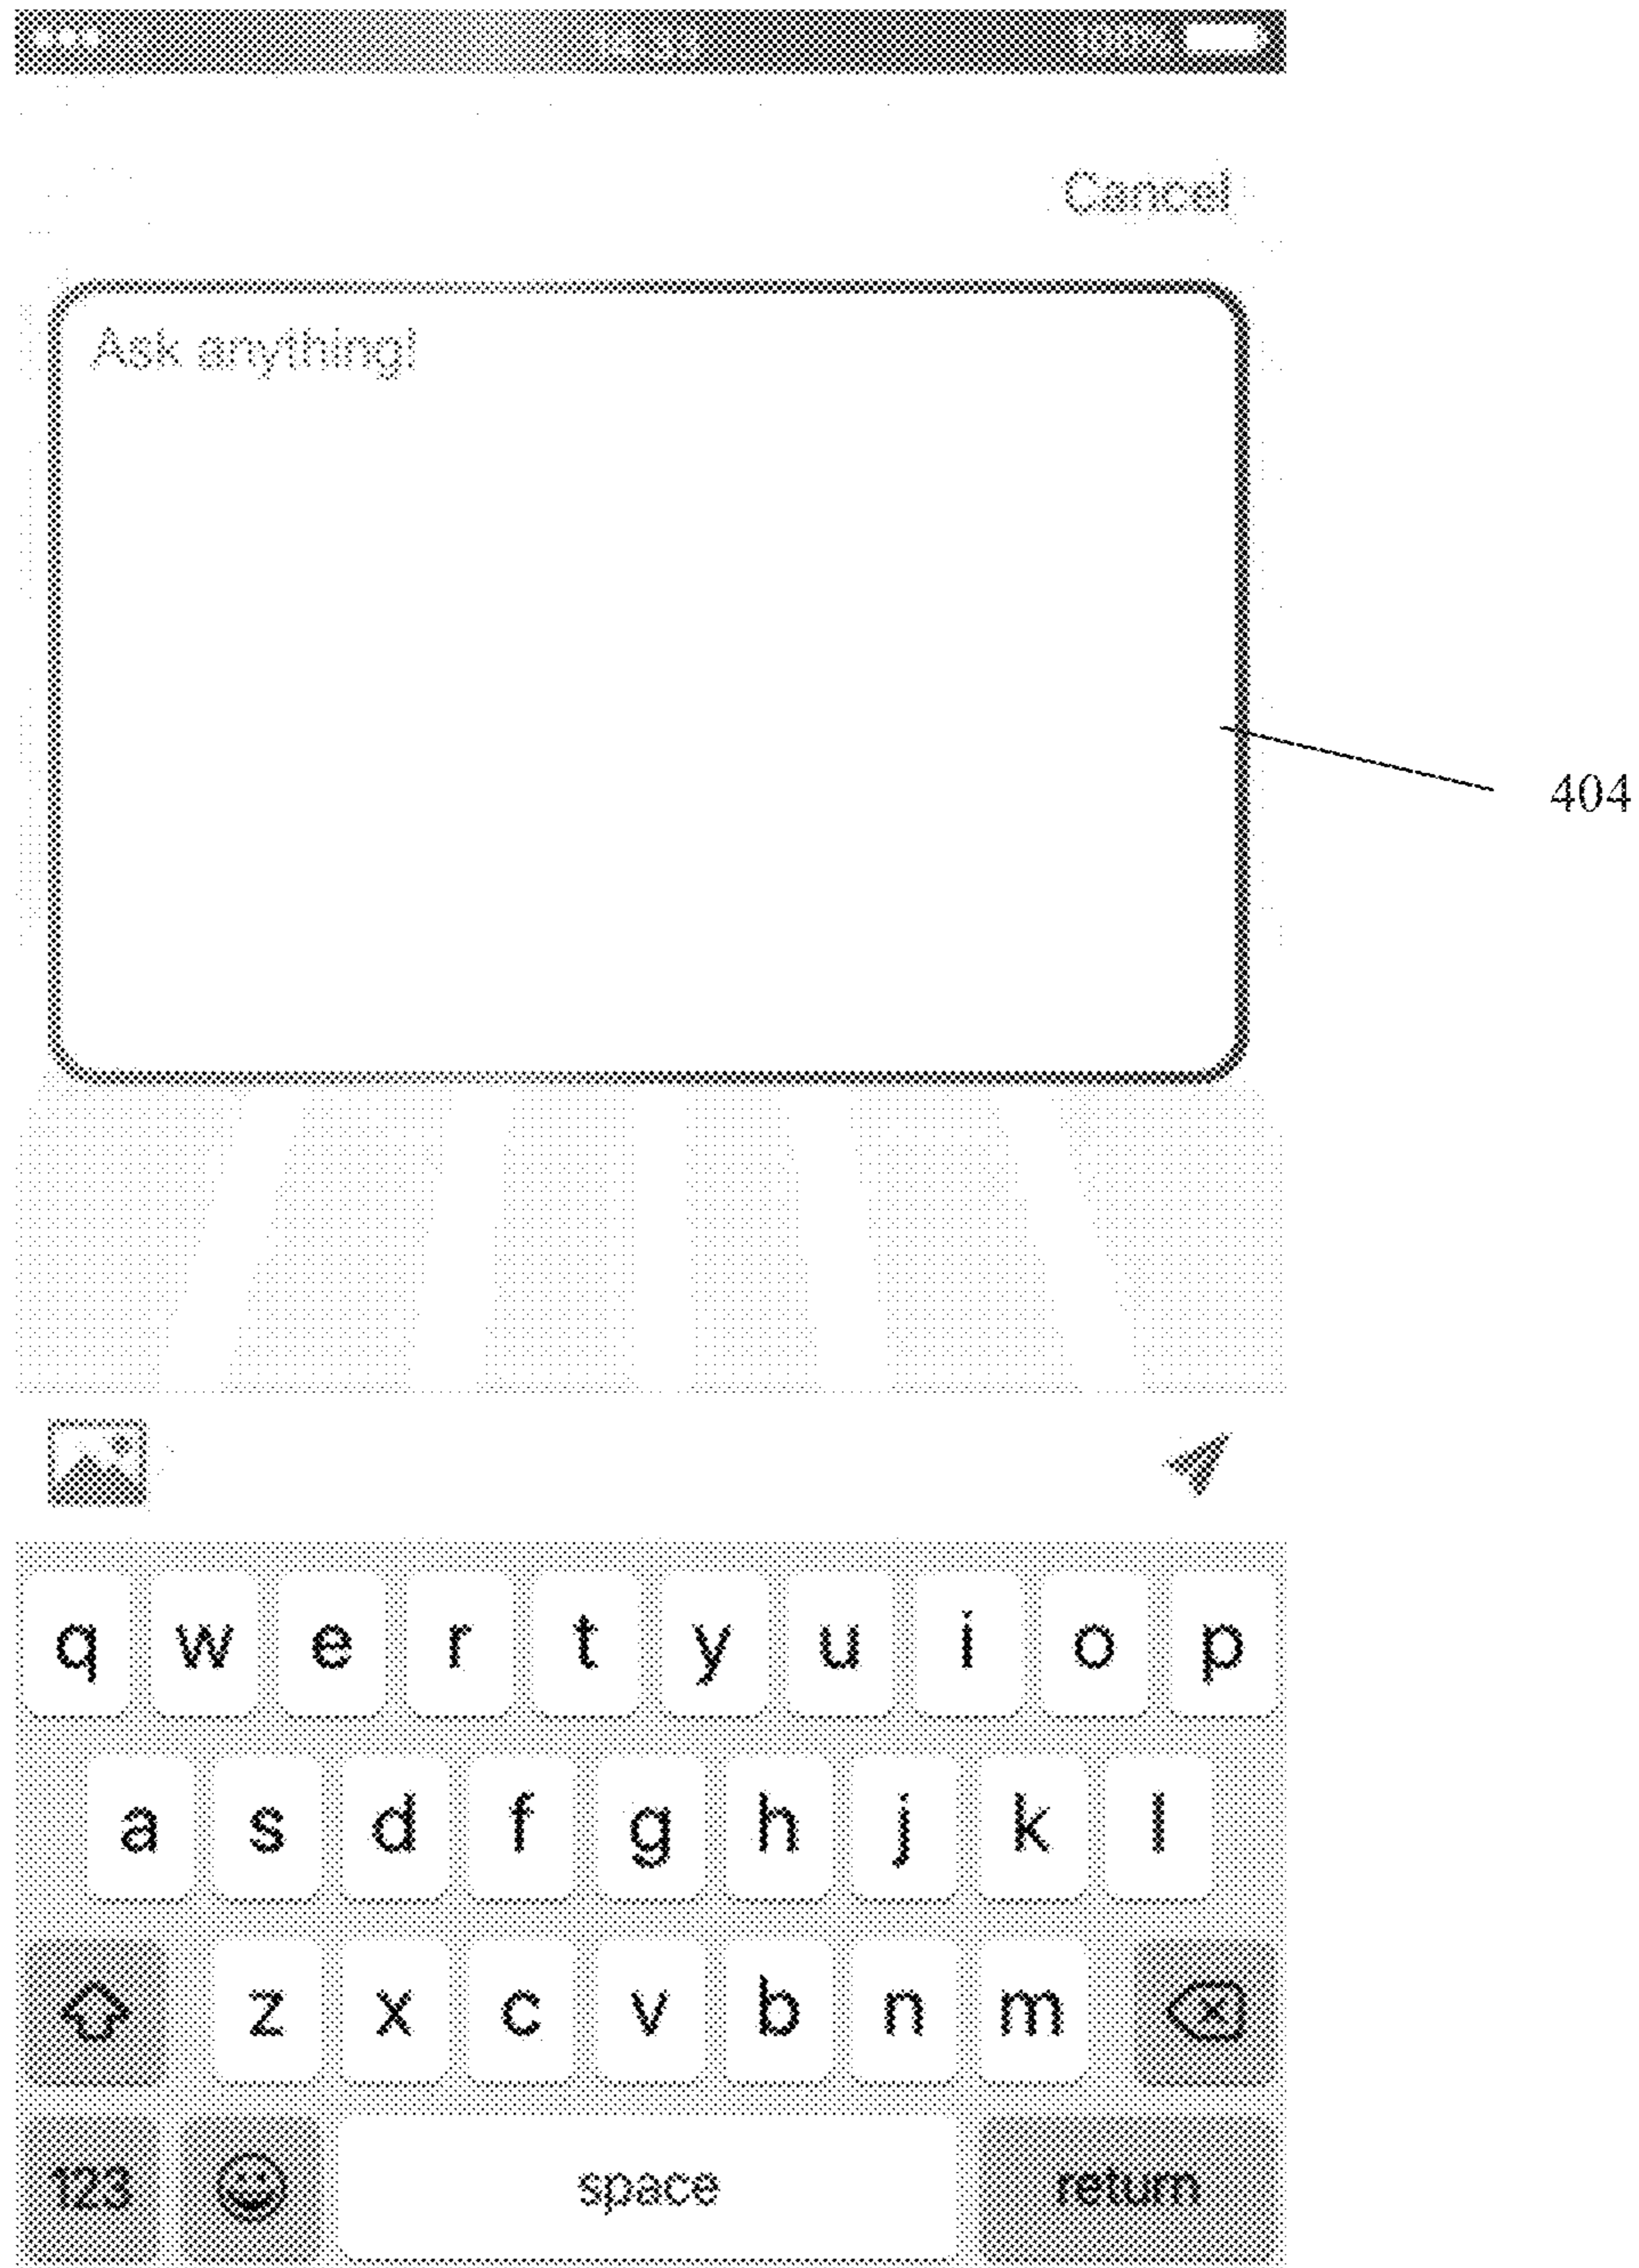 Cancel
Ask anything!
404
q w e r t y u i o p
a s d f g h j k l
z x c v b n m
123 space return